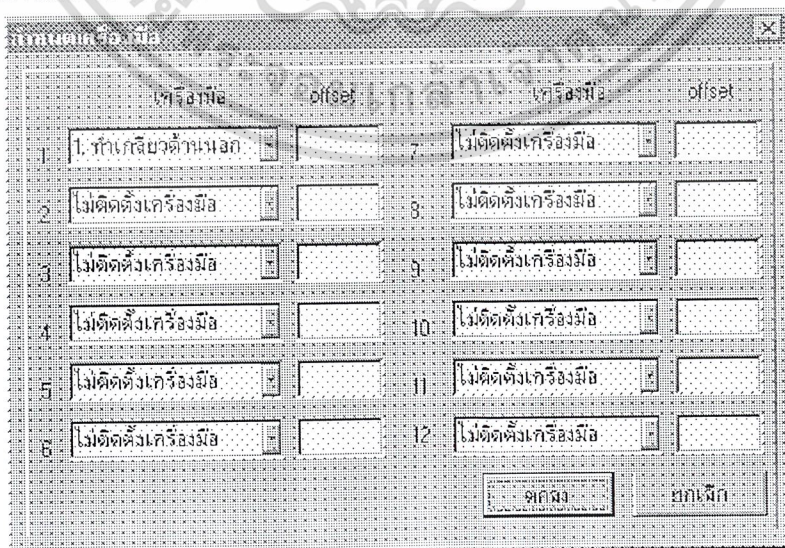 กำหนดเครื่องมือ
เครื่องมือ offset เครื่องมือ offset
1 1. ทำเกลียวด้านนอก 7 ไม่ติดตั้งเครื่องมือ
2 ไม่ติดตั้งเครื่องมือ 8 ไม่ติดตั้งเครื่องมือ
3 ไม่ติดตั้งเครื่องมือ 9 ไม่ติดตั้งเครื่องมือ
4 ไม่ติดตั้งเครื่องมือ 10 ไม่ติดตั้งเครื่องมือ
5 ไม่ติดตั้งเครื่องมือ 11 ไม่ติดตั้งเครื่องมือ
6 ไม่ติดตั้งเครื่องมือ 12 ไม่ติดตั้งเครื่องมือ
ตกลง ยกเลิก